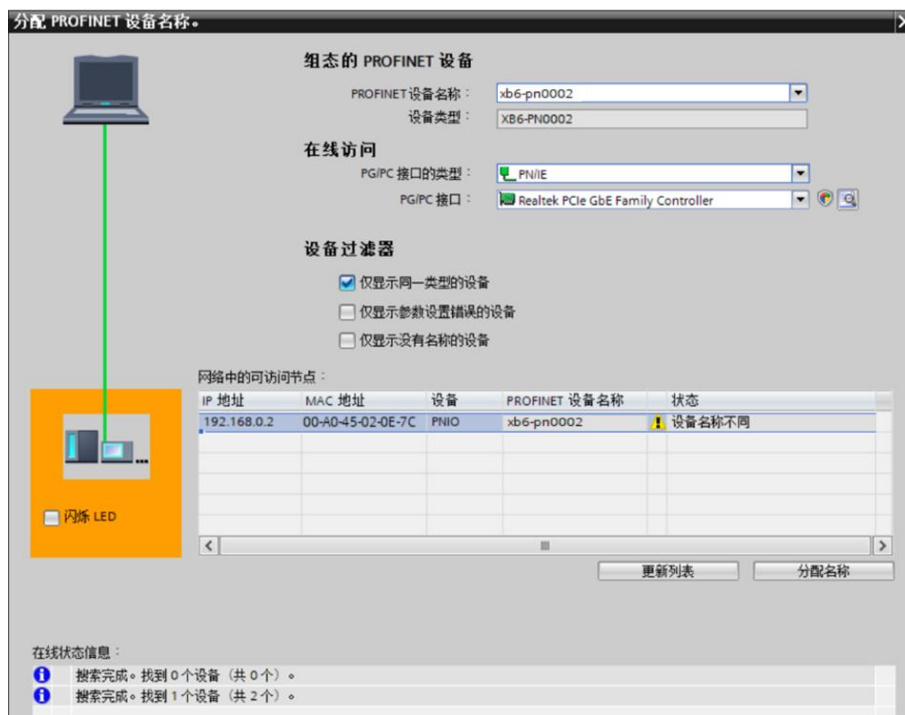 分配 PROFINET 设备名称。
组态的 PROFINET 设备
PROFINET设备名称： xb6-pn0002
设备类型： XB6-PN0002
在线访问
PG/PC 接口的类型： PN/IE
PG/PC 接口： Realtek PCIe GbE Family Controller
设备过滤器
仅显示同一类型的设备
仅显示参数设置错误的设备
仅显示没有名称的设备
网络中的可访问节点：
IP 地址 MAC 地址 设备 PROFINET 设备名称 状态
192.168.0.2 00-A0-45-02-0E-7C PNIO xb6-pn0002 设备名称不同
闪烁 LED
更新列表 分配名称
在线状态信息：
搜索完成。找到 0 个设备（共 0 个）。
搜索完成。找到 1 个设备（共 2 个）。